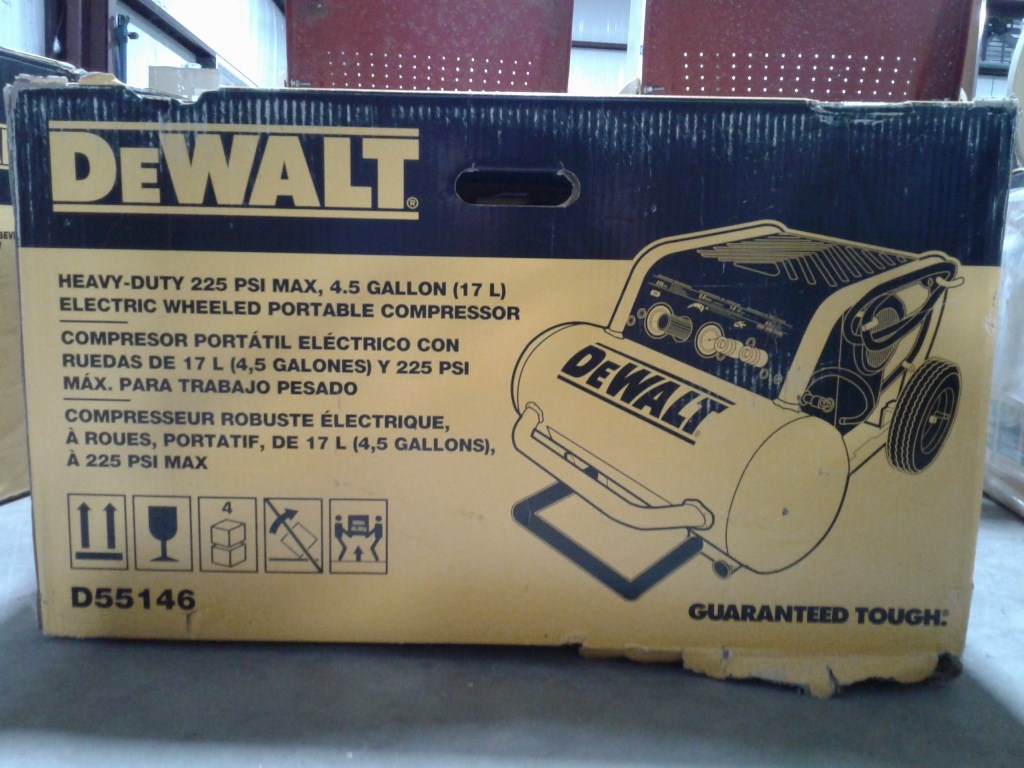 DEWALT®
HEAVY-DUTY 225 PSI MAX, 4.5 GALLON (17 L)
ELECTRIC WHEELED PORTABLE COMPRESSOR
COMPRESOR PORTÁTIL ELÉCTRICO CON
RUEDAS DE 17 L (4,5 GALONES) Y 225 PSI
MÁX. PARA TRABAJO PESADO
COMPRESSEUR ROBUSTE ÉLECTRIQUE,
À ROUES, PORTATIF, DE 17 L (4,5 GALLONS),
À 225 PSI MAX
DEWALT
4
D55146
GUARANTEED TOUGH.®